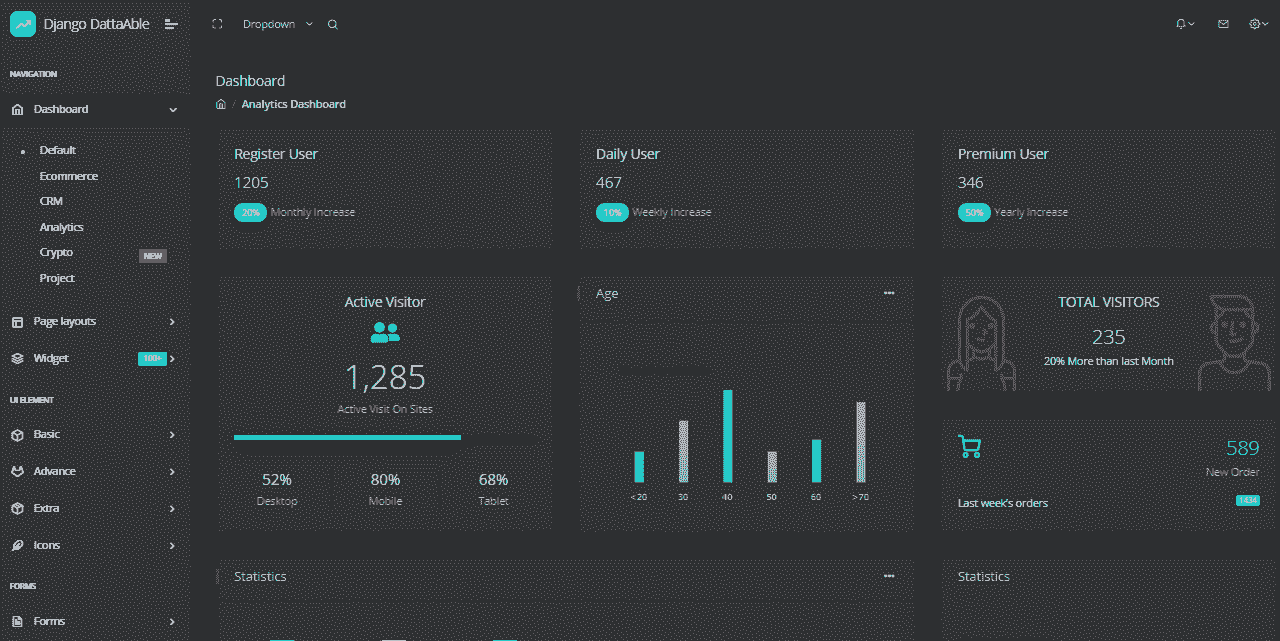 Django DattaAble
Dropdown
NAVIGATION
Dashboard
Default
Ecommerce
CRM
Analytics
Crypto NEW
Project
Page layouts
Widget 100+
UI ELEMENT
Basic
Advance
Extra
Icons
FORMS
Forms
Dashboard
/ Analytics Dashboard
Register User
1205
20% Monthly Increase
Daily User
467
10% Weekly Increase
Premium User
346
50% Yearly Increase
Active Visitor
1,285
Active Visit On Sites
52% 80% 68%
Desktop Mobile Tablet
Age
<20 30 40 50 60 >70
TOTAL VISITORS
235
20% More than last Month
589
New Order
Last week's orders 1434
Statistics
Statistics